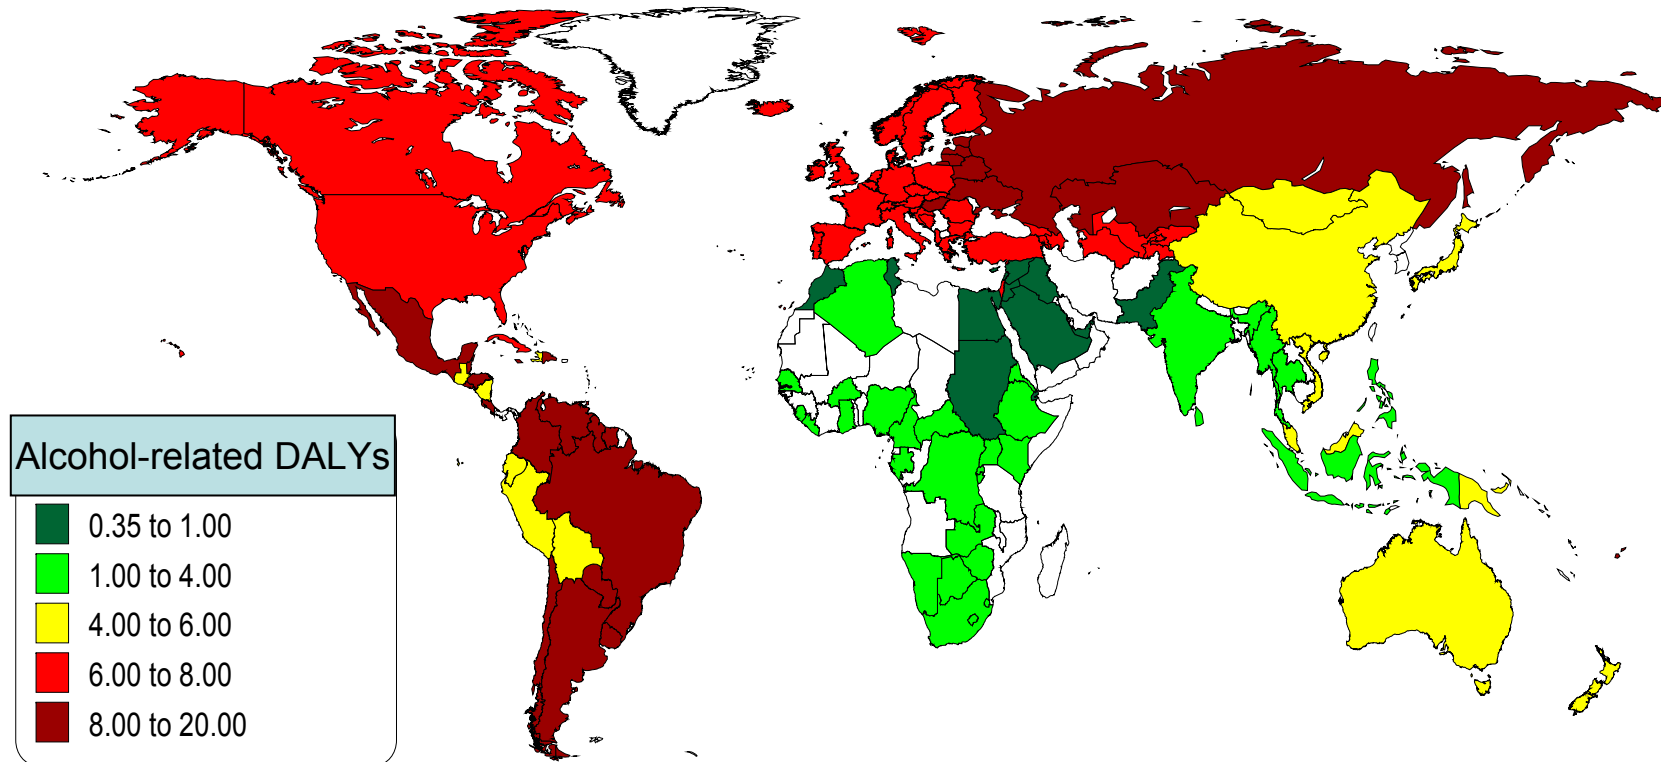 Alcohol-related DALYs
0.35 to 1.00
1.00 to 4.00
4.00 to 6.00
6.00 to 8.00
8.00 to 20.00